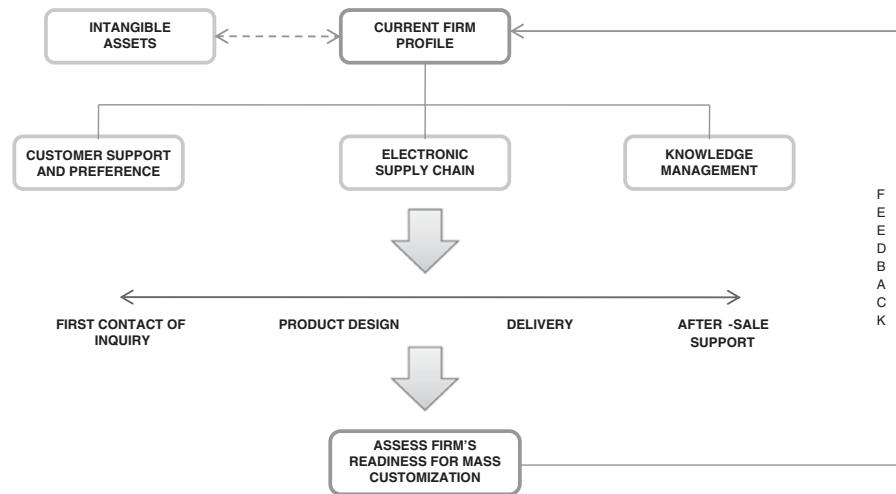 INTANGIBLE
ASSETS
CURRENT FIRM
PROFILE
CUSTOMER SUPPORT
AND PREFERENCE
ELECTRONIC
SUPPLY CHAIN
KNOWLEDGE
MANAGEMENT
F
E
E
D
B
A
C
K
FIRST CONTACT OF
INQUIRY
PRODUCT DESIGN
DELIVERY
AFTER -SALE
SUPPORT
ASSESS FIRM'S
READINESS FOR MASS
CUSTOMIZATION